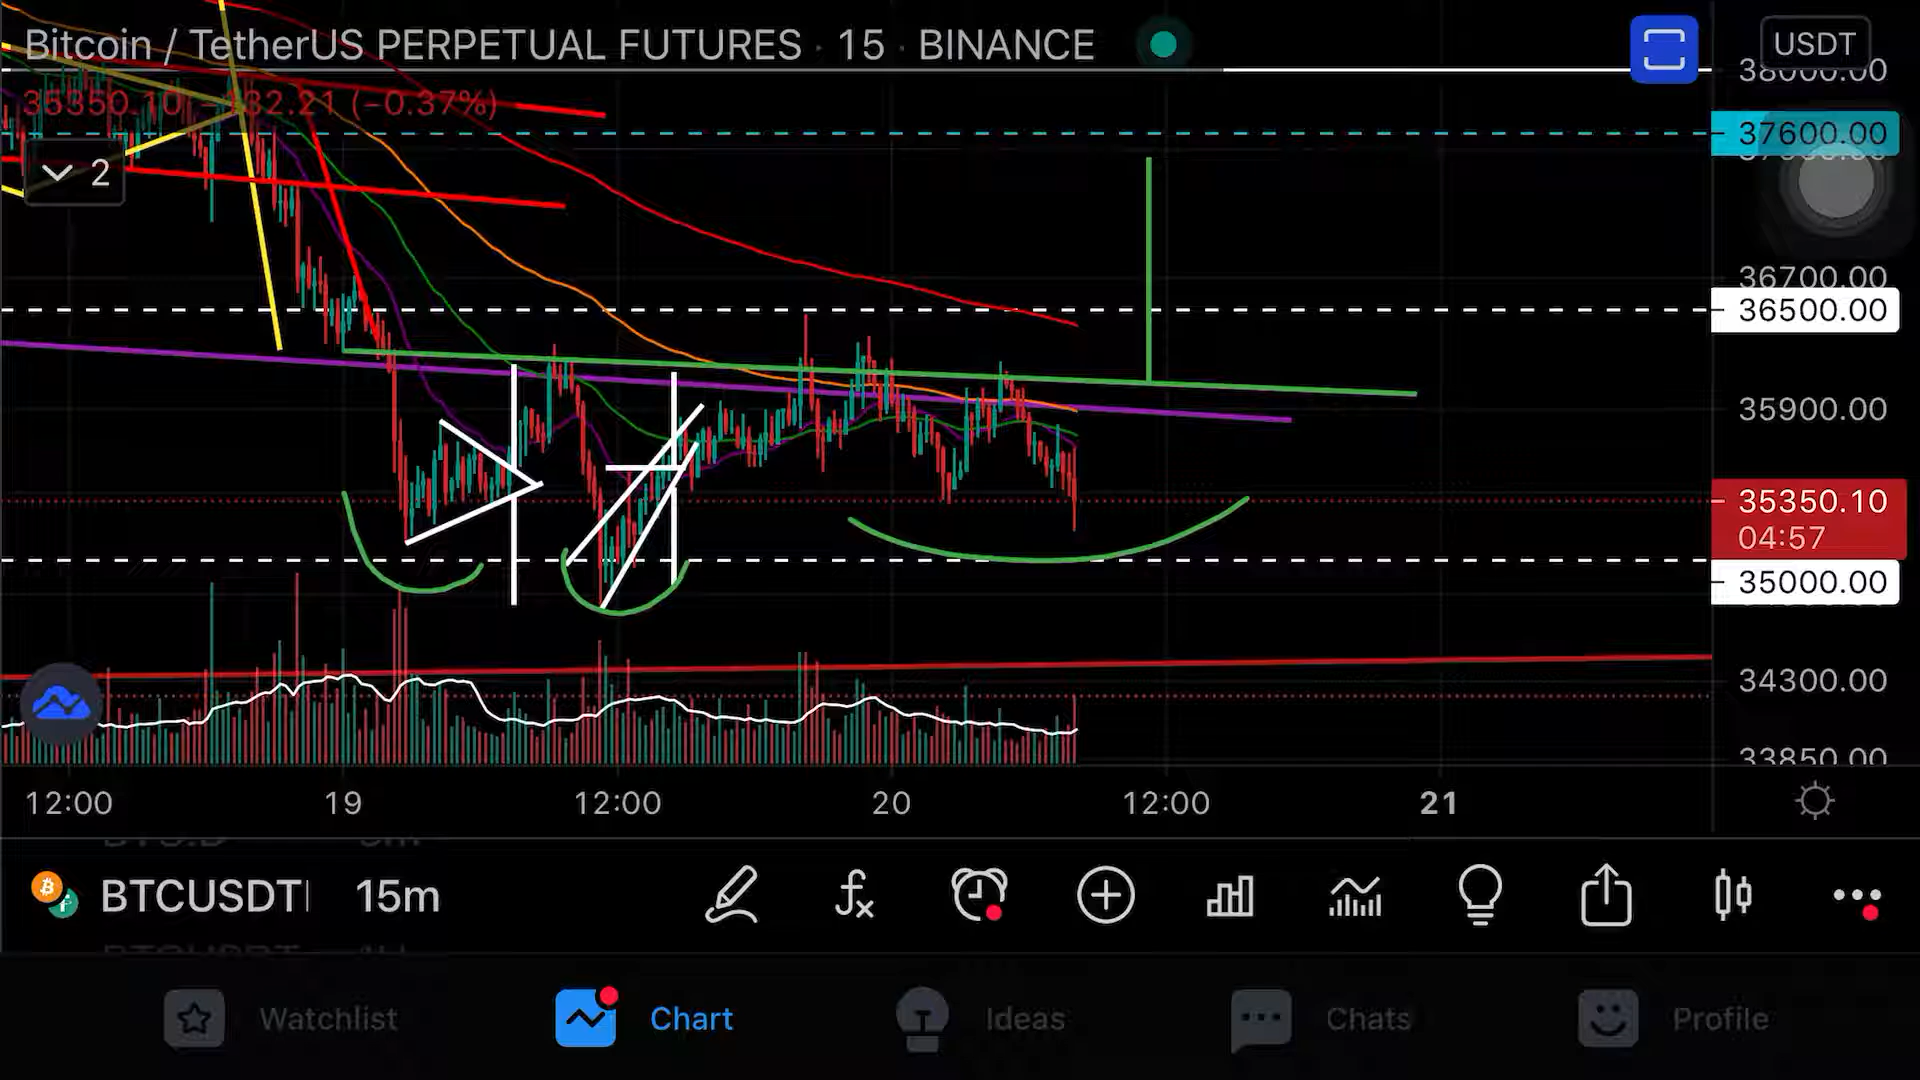 Bitcoin / TetherUS PERPETUAL FUTURES · 15 · BINANCE
USDT
38000.00
35350.10 −132.21 (−0.37%)
37600.00
2
36700.00
36500.00
35900.00
35350.10
04:57
35000.00
34300.00
33850.00
12:00 19 12:00 20 12:00 21
BTCUSDT 15m
Watchlist Chart Ideas Chats Profile